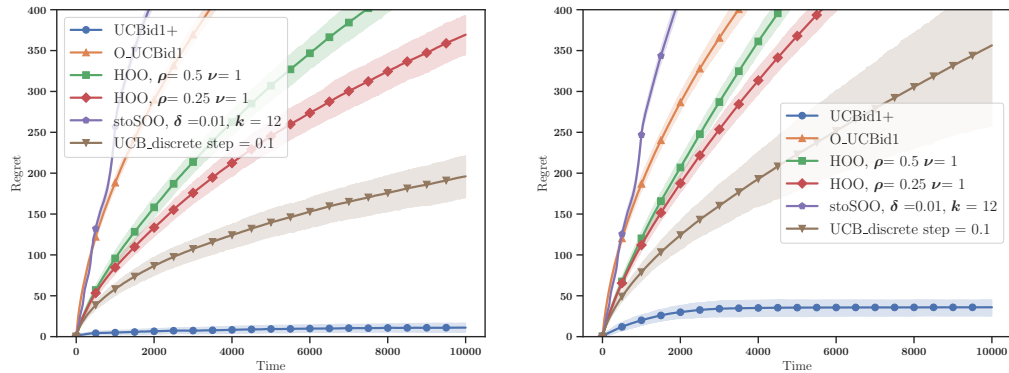 400
350
300
250
200
150
100
50
0
Regret
UCBid1+
O_UCBid1
HOO, ρ= 0.5 ν= 1
HOO, ρ= 0.25 ν= 1
stoSOO, δ =0.01, k = 12
UCB_discrete step = 0.1
0 2000 4000 6000 8000 10000
Time
400
350
300
250
200
150
100
50
0
Regret
UCBid1+
O_UCBid1
HOO, ρ= 0.5 ν= 1
HOO, ρ= 0.25 ν= 1
stoSOO, δ =0.01, k = 12
UCB_discrete step = 0.1
0 2000 4000 6000 8000 10000
Time